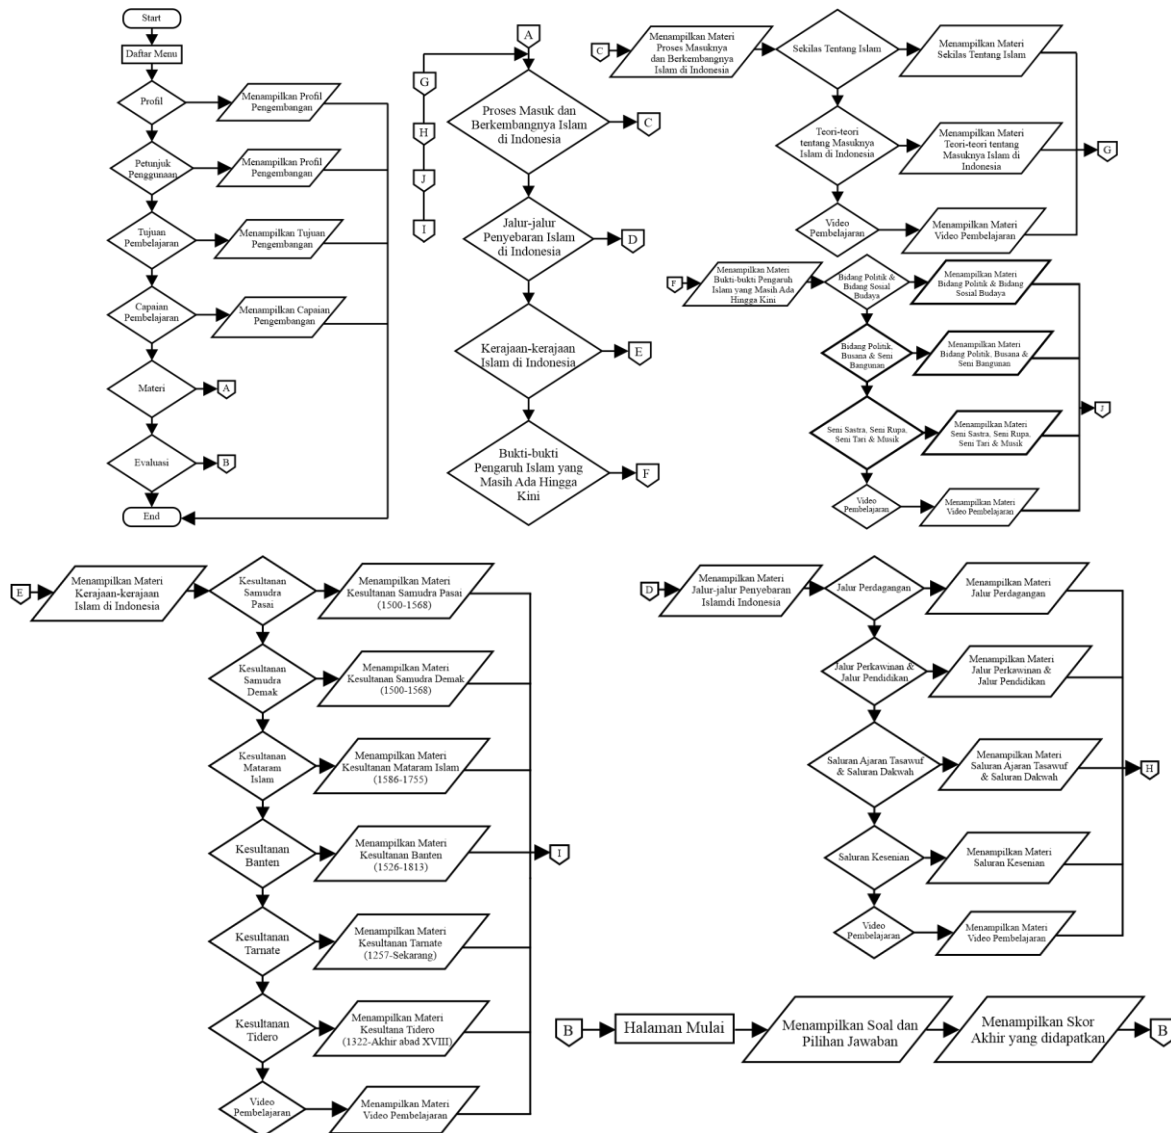 Start
Daftar Menu
Profil
Menampilkan Profil
Pengembangan
Petunjuk
Penggunaan
Menampilkan Profil
Pengembangan
Tujuan
Pembelajaran
Menampilkan Tujuan
Pengembangan
Capaian
Pembelajaran
Menampilkan Capaian
Pengembangan
Materi
A
Evaluasi
B
End
A
G
H
J
I
Proses Masuk dan
Berkembangnya Islam
di Indonesia
C
Jalur-jalur
Penyebaran Islam
di Indonesia
D
Kerajaan-kerajaan
Islam di Indonesia
E
Bukti-bukti
Pengaruh Islam yang
Masih Ada Hingga
Kini
F
C
Menampilkan Materi
Proses Masuknya
dan Berkembangnya
Islam di Indonesia
Sekilas Tentang Islam
Menampilkan Materi
Sekilas Tentang Islam
Teori-teori
tentang Masuknya
Islam di Indonesia
Menampilkan Materi
Teori-teori tentang
Masuknya Islam di
Indonesia
G
Video
Pembelajaran
Menampilkan Materi
Video Pembelajaran
F
Menampilkan Materi
Bukti-bukti Pengaruh
Islam yang Masih Ada
Hingga Kini
Bidang Politik &
Bidang Sosial
Budaya
Menampilkan Materi
Bidang Politik & Bidang
Sosial Budaya
Bidang Politik,
Busana & Seni
Bangunan
Menampilkan Materi
Bidang Politik, Busana &
Seni Bangunan
J
Seni Sastra, Seni Rupa,
Seni Tari & Musik
Menampilkan Materi
Seni Sastra, Seni Rupa,
Seni Tari & Musik
Video
Pembelajaran
Menampilkan Materi
Video Pembelajaran
E
Menampilkan Materi
Kerajaan-kerajaan
Islam di Indonesia
Kesultanan
Samudra
Pasai
Menampilkan Materi
Kesultanan Samudra Pasai
(1500-1568)
Kesultanan
Samudra
Demak
Menampilkan Materi
Kesultanan Samudra Demak
(1500-1568)
Kesultanan
Mataram
Islam
Menampilkan Materi
Kesultanan Mataram Islam
(1586-1755)
Kesultanan
Banten
Menampilkan Materi
Kesultanan Banten
(1526-1813)
I
Kesultanan
Tarnate
Menampilkan Materi
Kesultanan Tarnate
(1257-Sekarang)
Kesultanan
Tidero
Menampilkan Materi
Kesultana Tidero
(1322-Akhir abad XVIII)
Video
Pembelajaran
Menampilkan Materi
Video Pembelajaran
D
Menampilkan Materi
Jalur-jalur Penyebaran
Islamdi Indonesia
Jalur Perdagangan
Menampilkan Materi
Jalur Perdagangan
Jalur Perkawinan &
Jalur Pendidikan
Menampilkan Materi
Jalur Perkawinan &
Jalur Pendidikan
Saluran Ajaran Tasawuf
& Saluran Dakwah
Menampilkan Materi
Saluran Ajaran Tasawuf
& Saluran Dakwah
H
Saluran Kesenian
Menampilkan Materi
Saluran Kesenian
Video
Pembelajaran
Menampilkan Materi
Video Pembelajaran
B
Halaman Mulai
Menampilkan Soal dan
Pilihan Jawaban
Menampilkan Skor
Akhir yang didapatkan
B